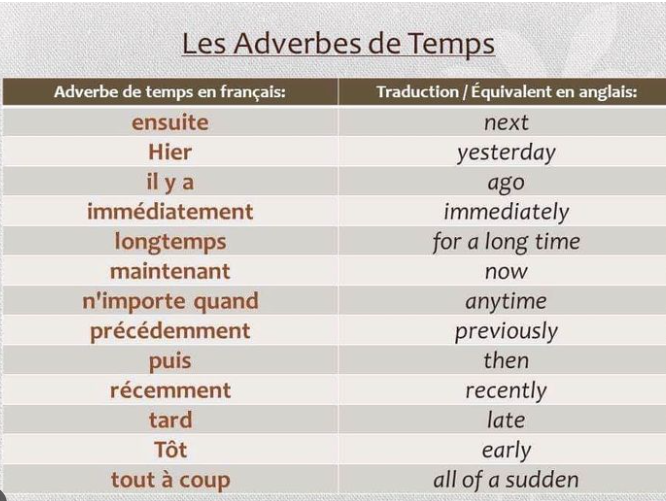 Les Adverbes de Temps
Adverbe de temps en français: Traduction / Équivalent en anglais:
ensuite next
Hier yesterday
il y a ago
immédiatement immediately
longtemps for a long time
maintenant now
n'importe quand anytime
précédemment previously
puis then
récemment recently
tard late
Tôt early
tout à coup all of a sudden